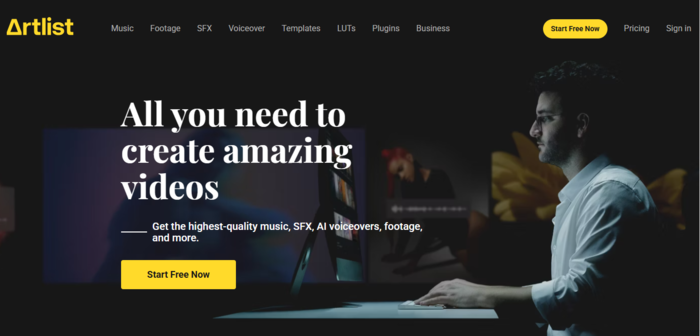 Artlist
Music Footage SFX Voiceover Templates LUTs Plugins Business
Start Free Now
Pricing
Sign in
All you need to
create amazing
videos
Get the highest-quality music, SFX, AI voiceovers, footage,
and more.
Start Free Now